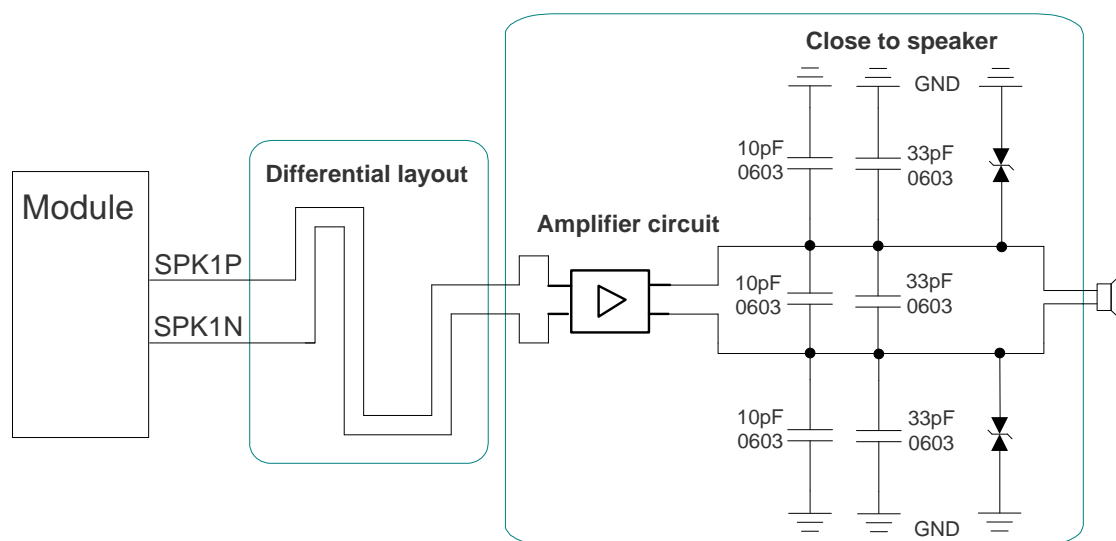 Close to speaker
GND
10pF
0603
33pF
0603
Differential layout
Module
Amplifier circuit
SPK1P
10pF
0603
33pF
0603
SPK1N
10pF
0603
33pF
0603
GND